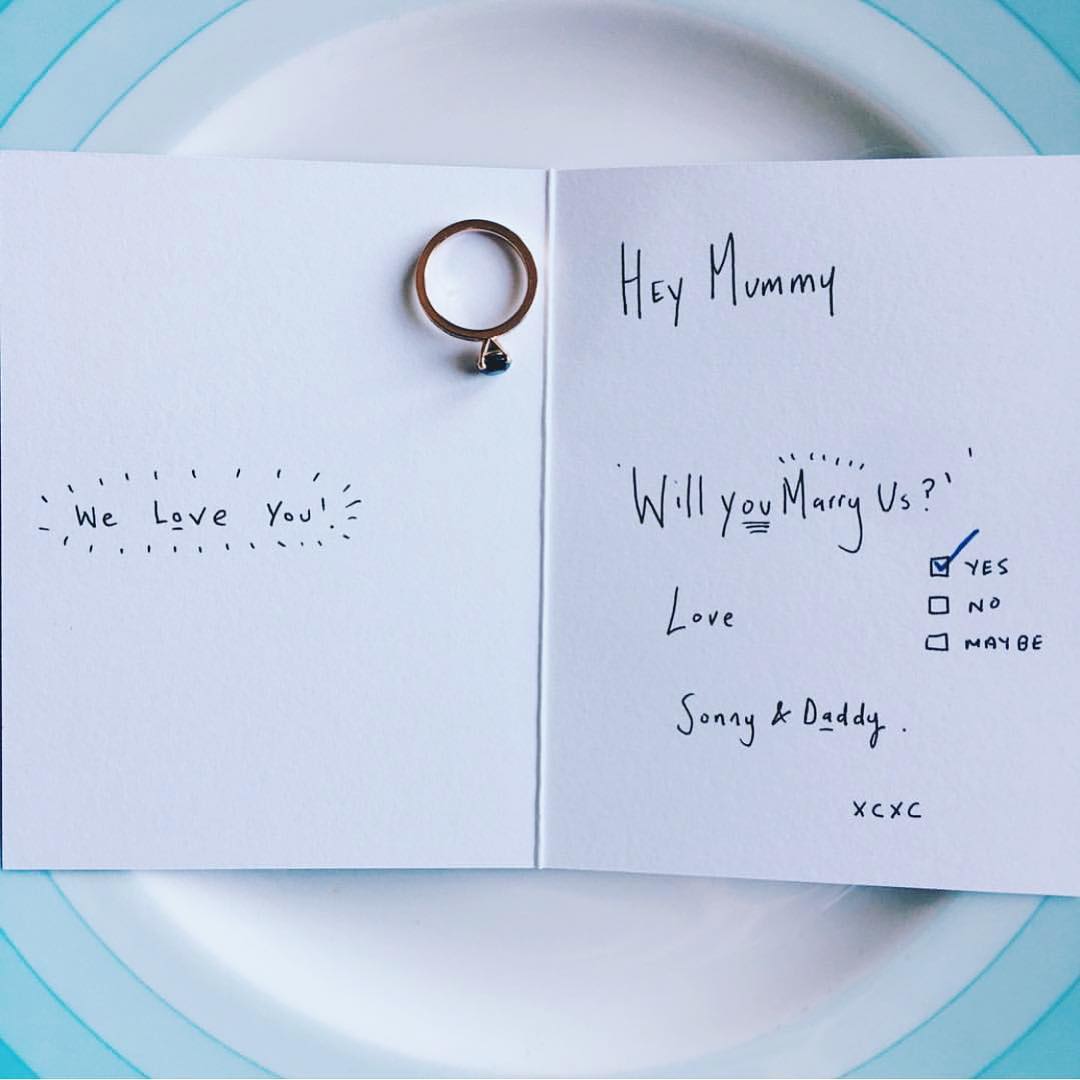 We Love You!
Hey Mummy
'Will you Marry Us?'
YES
NO
MAYBE
Love
Sonny & Daddy.
xcxc